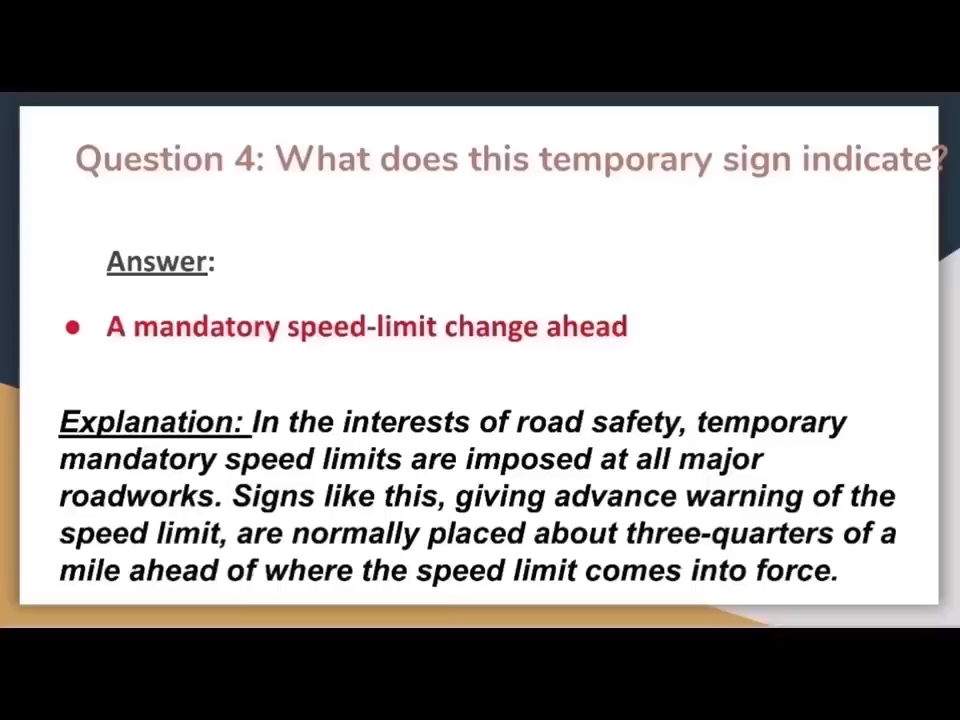 Question 4: What does this temporary sign indicate?
Answer:
● A mandatory speed-limit change ahead
Explanation: In the interests of road safety, temporary
mandatory speed limits are imposed at all major
roadworks. Signs like this, giving advance warning of the
speed limit, are normally placed about three-quarters of a
mile ahead of where the speed limit comes into force.